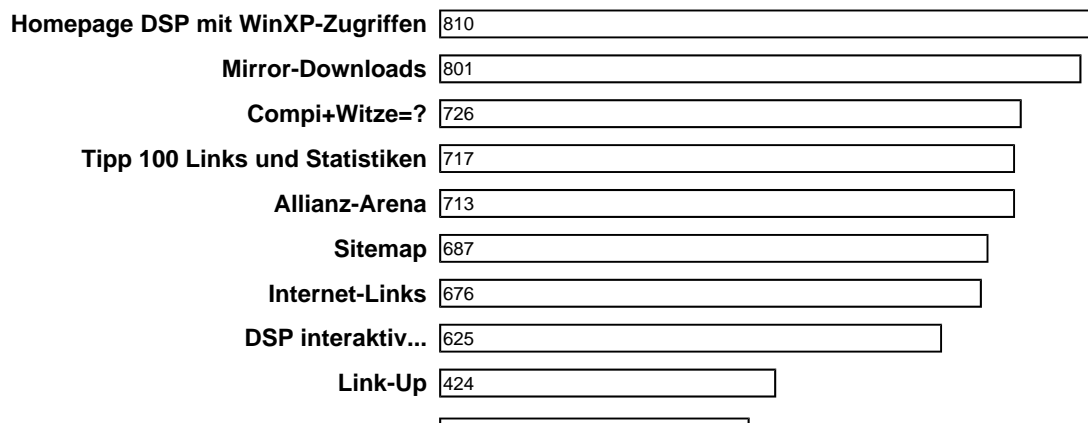 Homepage DSP mit WinXP-Zugriffen 810
Mirror-Downloads 801
Compi+Witze=? 726
Tipp 100 Links und Statistiken 717
Allianz-Arena 713
Sitemap 687
Internet-Links 676
DSP interaktiv... 625
Link-Up 424